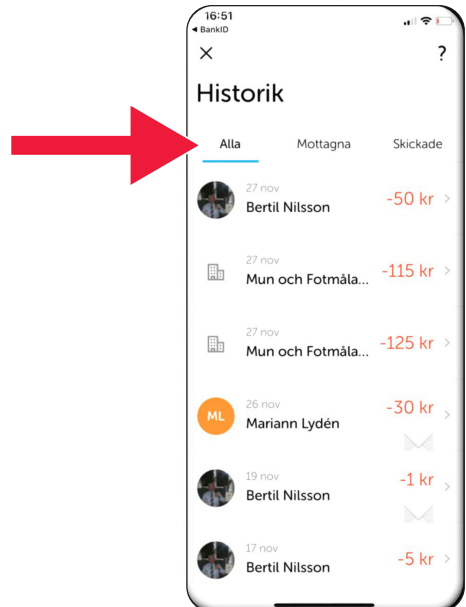 16:51
◀ BankID
?
Historik
Alla Mottagna Skickade
27 nov
Bertil Nilsson
-50 kr
27 nov
Mun och Fotmåla...
-115 kr
27 nov
Mun och Fotmåla...
-125 kr
ML
26 nov
Mariann Lydén
-30 kr
19 nov
Bertil Nilsson
-1 kr
17 nov
Bertil Nilsson
-5 kr